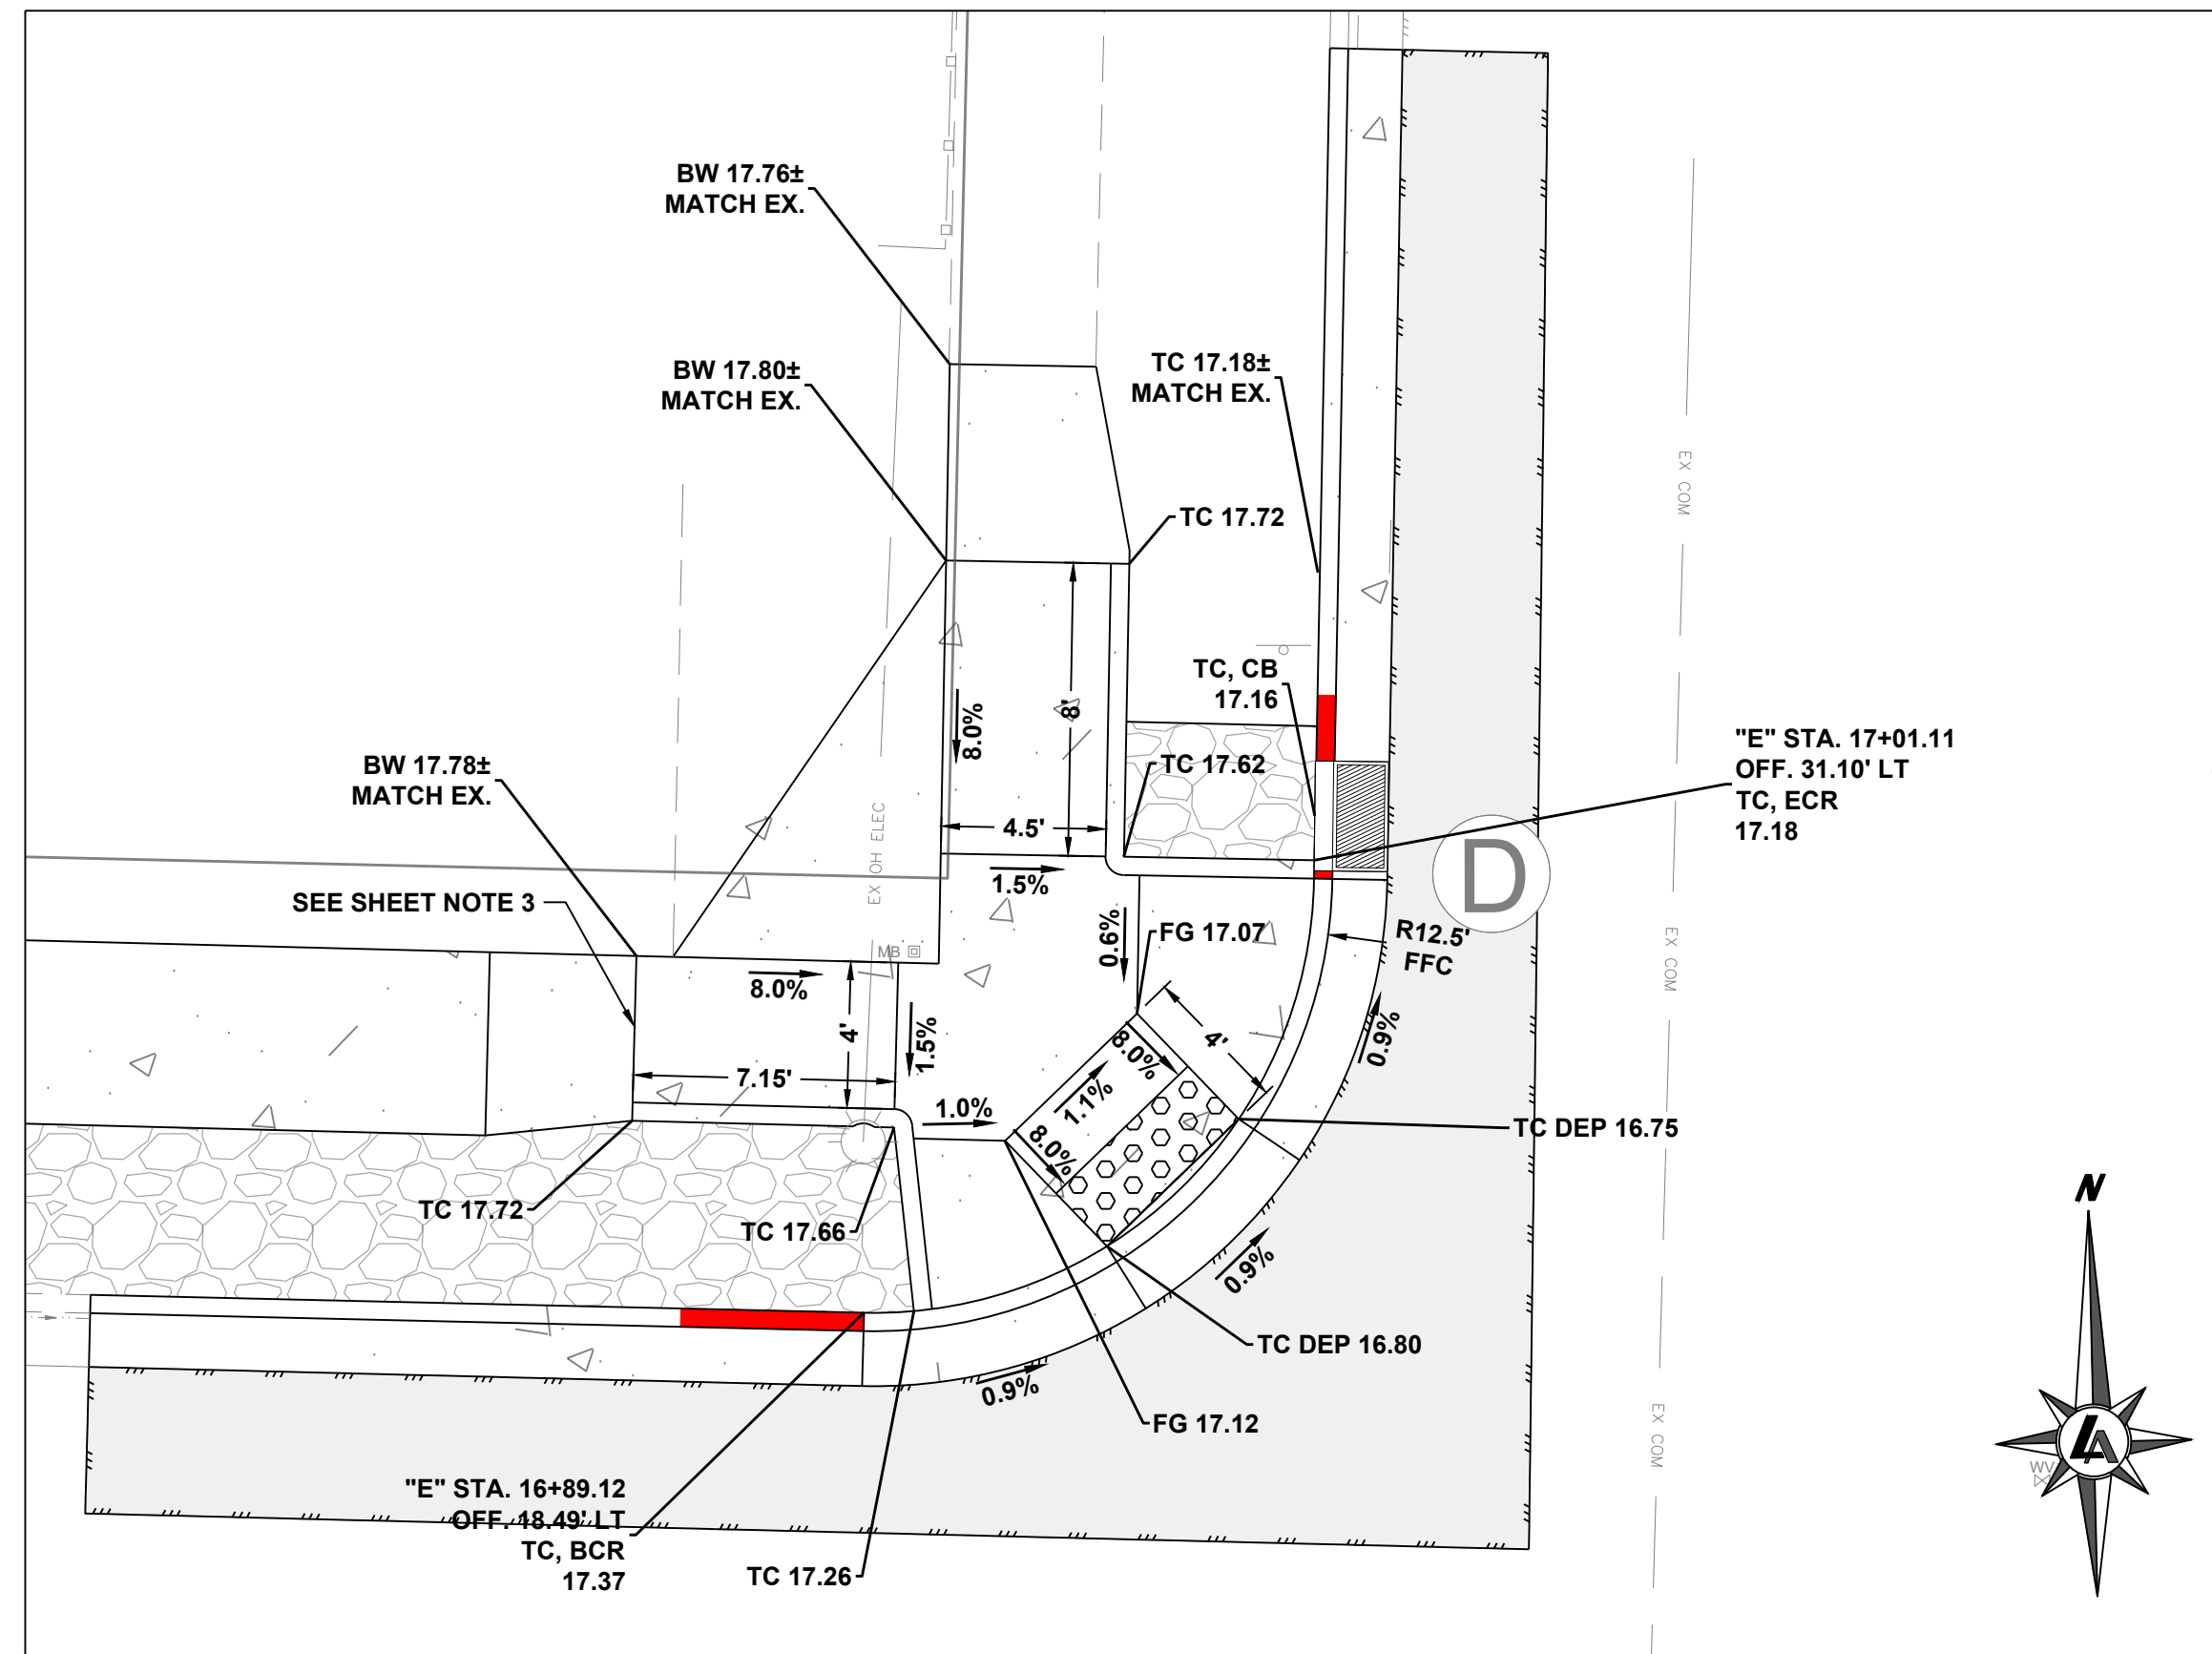 BW 17.76±
MATCH EX.
BW 17.80±
MATCH EX.
TC 17.18±
MATCH EX.
EX COM
TC 17.72
TC, CB
17.16
8.0%
8'
"E" STA. 17+01.11
OFF. 31.10' LT
TC, ECR
17.18
BW 17.78±
MATCH EX.
TC 17.62
4.5'
EX OH ELEC
D
1.5%
SEE SHEET NOTE 3
0.6%
FG 17.07
R12.5'
FFC
MB
EX COM
8.0%
4'
1.5%
8.0%
4'
0.9%
7.15'
1.1%
1.0%
8.0%
TC DEP 16.75
N
TC 17.72
TC 17.66
0.9%
TC DEP 16.80
0.9%
FG 17.12
EX COM
LA
WV
"E" STA. 16+89.12
OFF. 18.49' LT
TC, BCR
17.37
TC 17.26